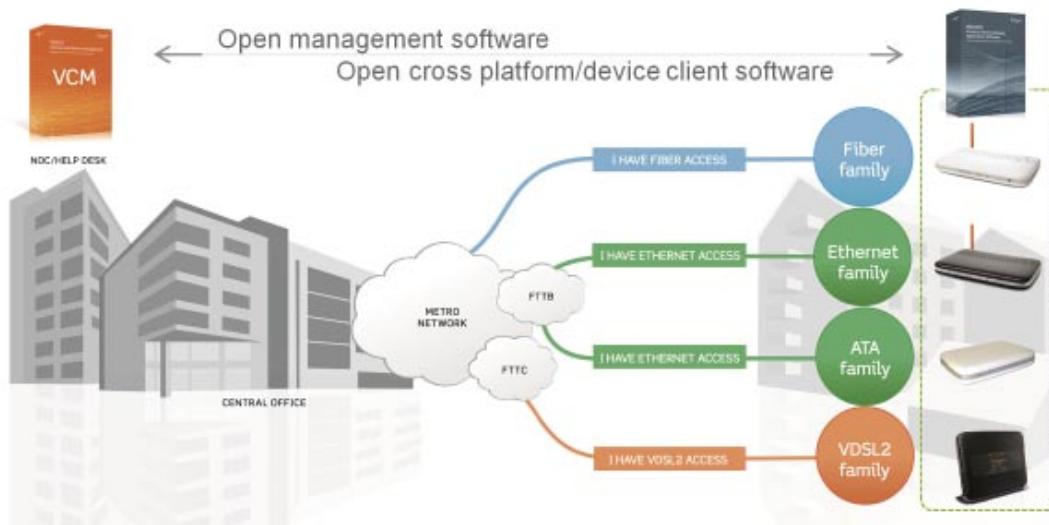 Open management software
Open cross platform/device client software
VCM
NOC/HELP DESK
I HAVE FIBER ACCESS
Fiber
family
I HAVE ETHERNET ACCESS
Ethernet
family
FTTB
METRO
NETWORK
I HAVE ETHERNET ACCESS
ATA
family
FTTC
CENTRAL OFFICE
I HAVE VDSL2 ACCESS
VDSL2
family